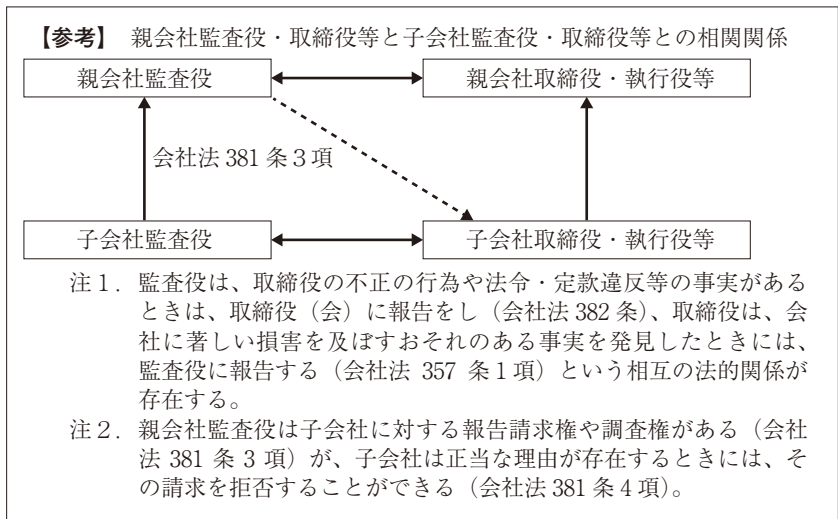 【参考】 親会社監査役・取締役等と子会社監査役・取締役等との相関関係
親会社監査役
親会社取締役・執行役等
会社法 381 条 3 項
子会社監査役
子会社取締役・執行役等
注 1． 監査役は、取締役の不正の行為や法令・定款違反等の事実がある
ときは、取締役（会）に報告をし（会社法 382 条）、取締役は、会
社に著しい損害を及ぼすおそれのある事実を発見したときには、
監査役に報告する（会社法 357 条 1 項）という相互の法的関係が
存在する。
注 2． 親会社監査役は子会社に対する報告請求権や調査権がある（会社
法 381 条 3 項）が、子会社は正当な理由が存在するときには、そ
の請求を拒否することができる（会社法 381 条 4 項）。